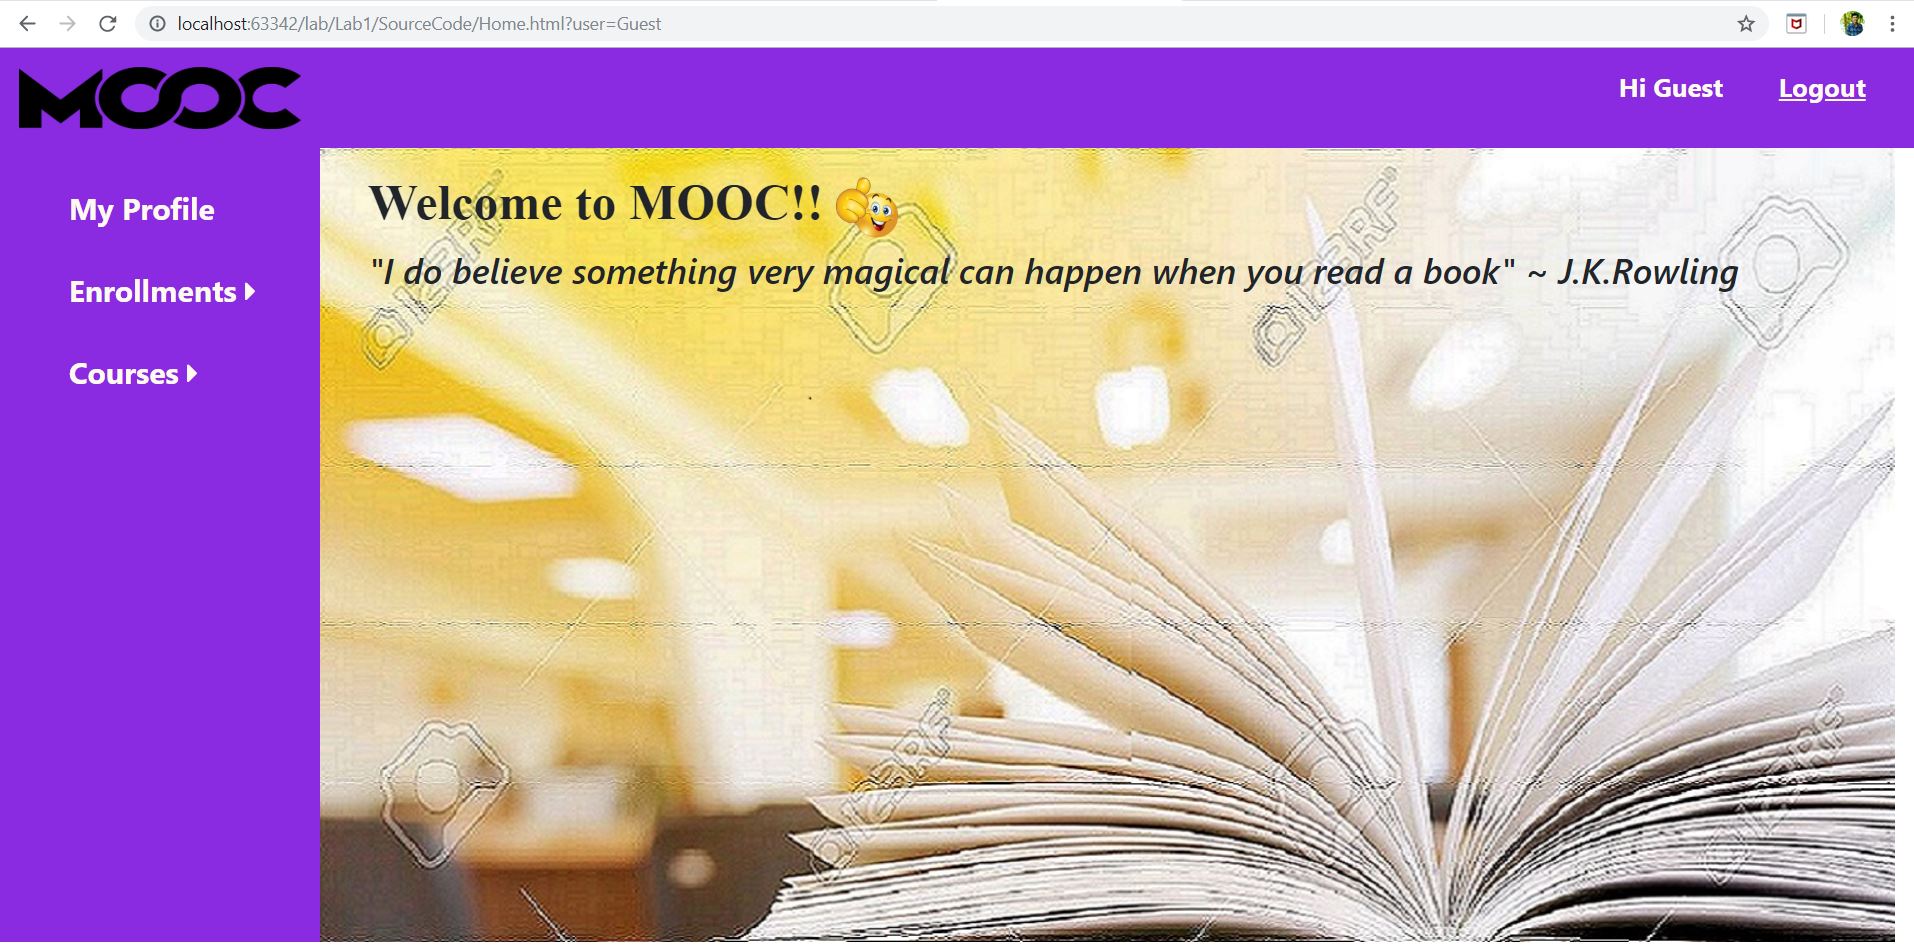 localhost:63342/lab/Lab1/SourceCode/Home.html?user=Guest
MOOC
Hi Guest
Logout
My Profile
Enrollments
Courses
Welcome to MOOC!!
"I do believe something very magical can happen when you read a book" ~ J.K.Rowling
123RF
123RF
123RF
123RF